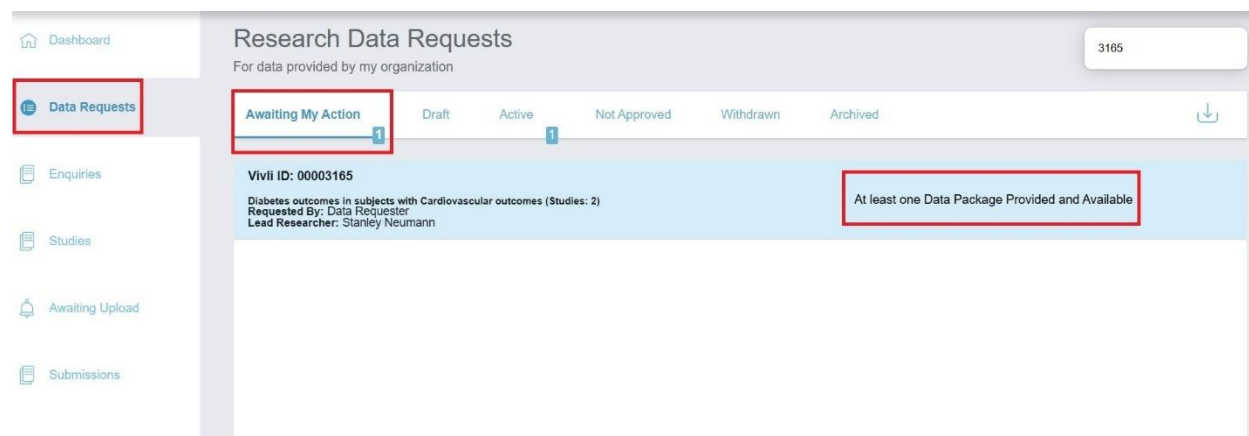 Dashboard
Data Requests
Enquiries
Studies
Awaiting Upload
Submissions
Research Data Requests
For data provided by my organization
3165
Awaiting My Action 1 Draft Active 1 Not Approved Withdrawn Archived
Vivli ID: 00003165
Diabetes outcomes in subjects with Cardiovascular outcomes (Studies: 2)
Requested By: Data Requester
Lead Researcher: Stanley Neumann
At least one Data Package Provided and Available